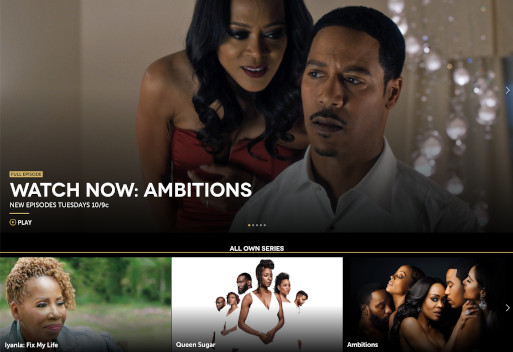 FULL EPISODE
WATCH NOW: AMBITIONS
NEW EPISODES TUESDAYS 10/9c
PLAY
ALL OWN SERIES
Iyanla: Fix My Life
Queen Sugar
Ambitions